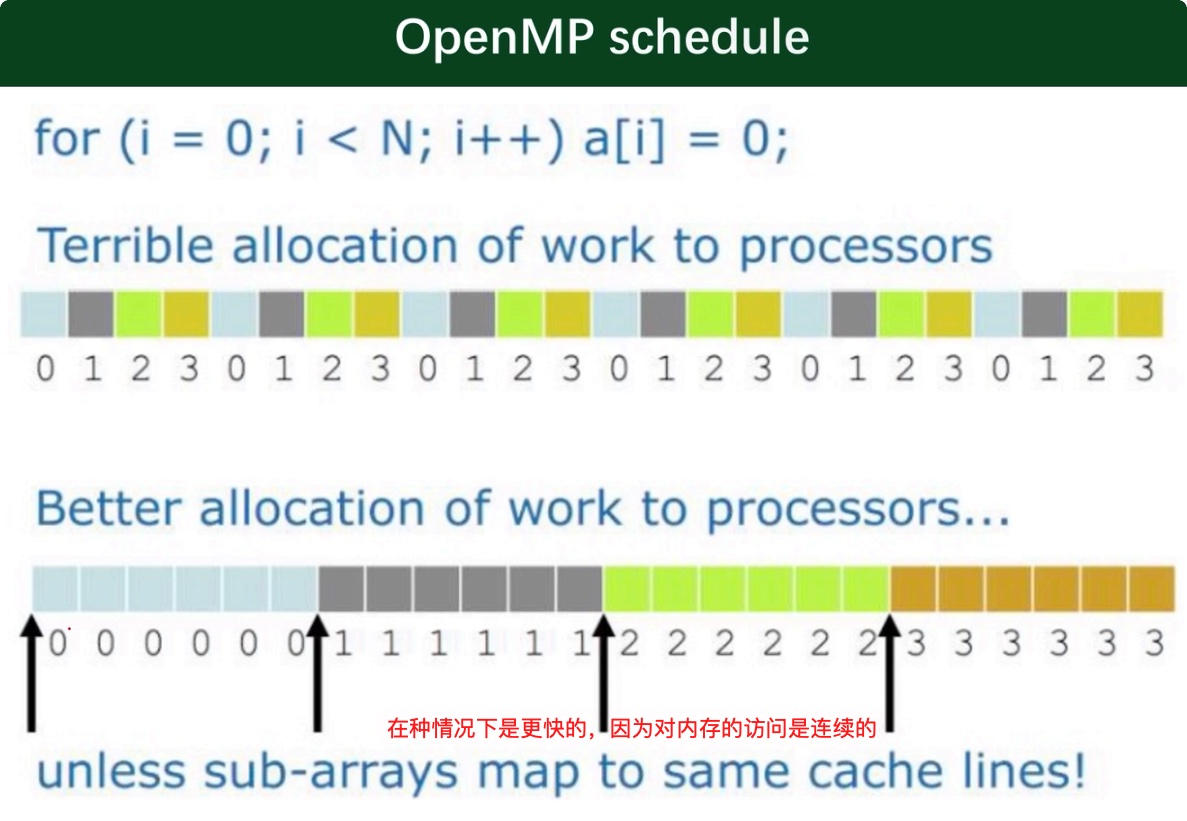 OpenMP schedule
for (i = 0; i < N; i++) a[i] = 0;
Terrible allocation of work to processors
0 1 2 3 0 1 2 3 0 1 2 3 0 1 2 3 0 1 2 3 0 1 2 3
Better allocation of work to processors...
0 0 0 0 0 0 1 1 1 1 1 1 2 2 2 2 2 2 3 3 3 3 3 3
在种情况下是更快的，因为对内存的访问是连续的
unless sub-arrays map to same cache lines!